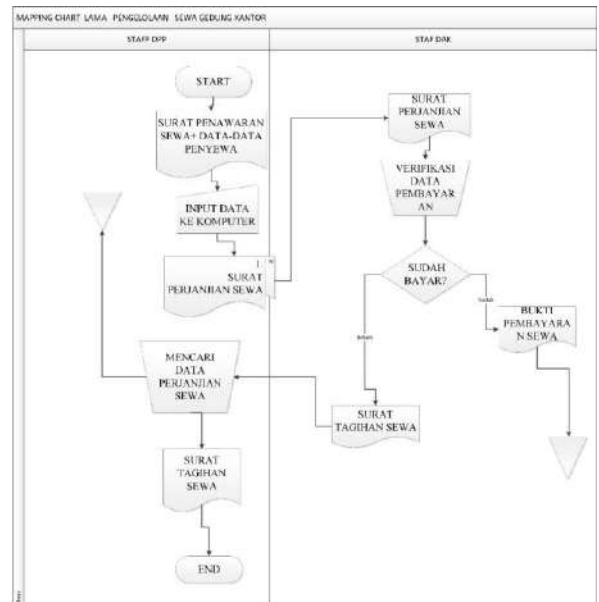 MAPPING CHART LAMA PENGELOLAAN SEWA GEDUNG KANTOR
STAFF DPP
STAF DAK
START
SURAT PENAWARAN
SEWA+ DATA-DATA
PENYEWA
INPUT DATA
KE KOMPUTER
1
SURAT
PERJANJIAN SEWA
SURAT
PERJANJIAN
SEWA
VERIFIKASI
DATA
PEMBAYAR
AN
SUDAH
BAYAR?
BUKTI
PEMBAYARA
N SEWA
SURAT
TAGIHAN SEWA
MENCARI
DATA
PERJANJIAN
SEWA
SURAT
TAGIHAN
SEWA
END